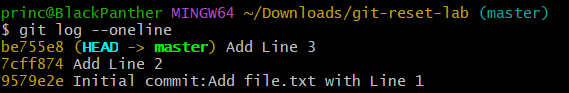 princ@BlackPanther MINGW64 ~/Downloads/git-reset-lab (master)
$ git log --oneline
be755e8 (HEAD -> master) Add Line 3
7cff874 Add Line 2
9579e2e Initial commit:Add file.txt with Line 1